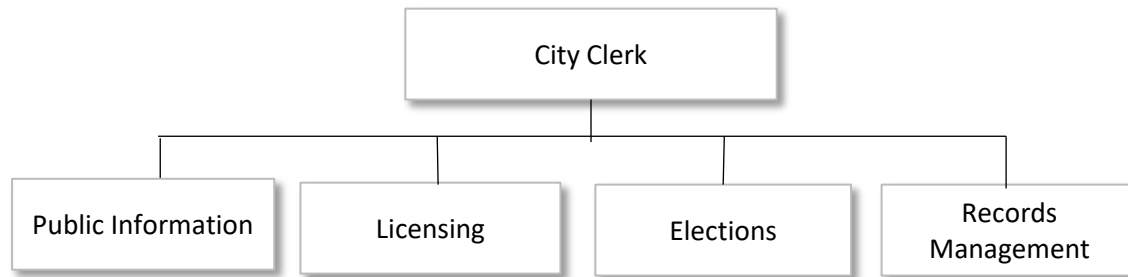 City Clerk
Public Information
Licensing
Elections
Records
Management